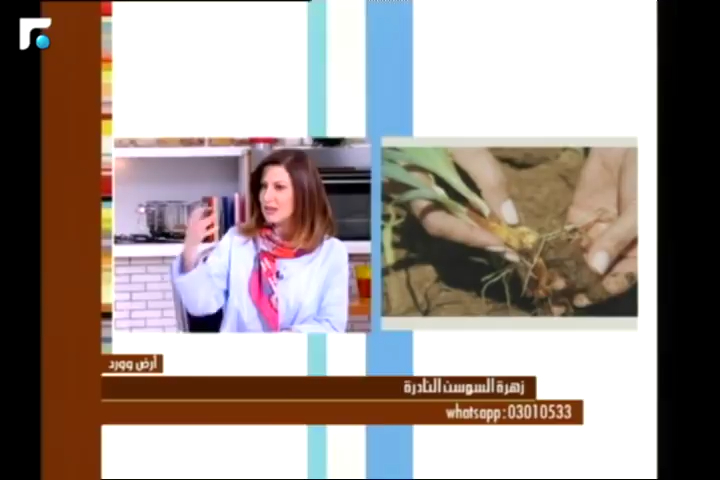 أرض وورد
زهرة السوسن النادرة
whatsapp : 03010533